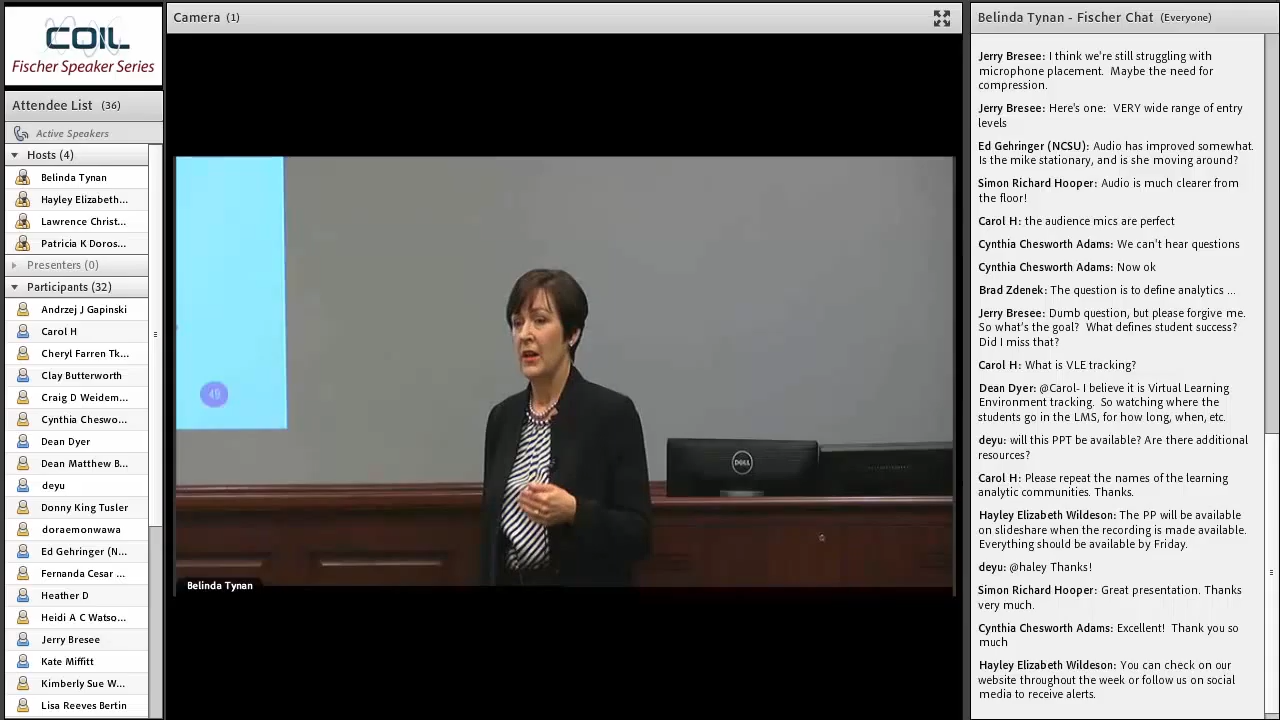 COIL
Fischer Speaker Series
Attendee List (36)
Active Speakers
Hosts (4)
Belinda Tynan
Hayley Elizabeth...
Lawrence Christ...
Patricia K Doros...
Presenters (0)
Participants (32)
Andrzej J Gapinski
Carol H
Cheryl Farren Tk...
Clay Butterworth
Craig D Weidem...
Cynthia Cheswo...
Dean Dyer
Dean Matthew B...
deyu
Donny King Tusler
doraemonwawa
Ed Gehringer (N...
Fernanda Cesar ...
Heather D
Heidi A C Watso...
Jerry Bresee
Kate Miffitt
Kimberly Sue W...
Lisa Reeves Bertin
Camera (1)
49
DELL
Belinda Tynan
Belinda Tynan - Fischer Chat (Everyone)
Jerry Bresee: I think we're still struggling with
microphone placement. Maybe the need for
compression.
Jerry Bresee: Here's one: VERY wide range of entry
levels
Ed Gehringer (NCSU): Audio has improved somewhat.
Is the mike stationary, and is she moving around?
Simon Richard Hooper: Audio is much clearer from
the floor!
Carol H: the audience mics are perfect
Cynthia Chesworth Adams: We can't hear questions
Cynthia Chesworth Adams: Now ok
Brad Zdenek: The question is to define analytics ...
Jerry Bresee: Dumb question, but please forgive me.
So what's the goal? What defines student success?
Did I miss that?
Carol H: What is VLE tracking?
Dean Dyer: @Carol- I believe it is Virtual Learning
Environment tracking. So watching where the
students go in the LMS, for how long, when, etc.
deyu: will this PPT be available? Are there additional
resources?
Carol H: Please repeat the names of the learning
analytic communities. Thanks.
Hayley Elizabeth Wildeson: The PP will be available
on slideshare when the recording is made available.
Everything should be available by Friday.
deyu: @haley Thanks!
Simon Richard Hooper: Great presentation. Thanks
very much.
Cynthia Chesworth Adams: Excellent! Thank you so
much
Hayley Elizabeth Wildeson: You can check on our
website throughout the week or follow us on social
media to receive alerts.